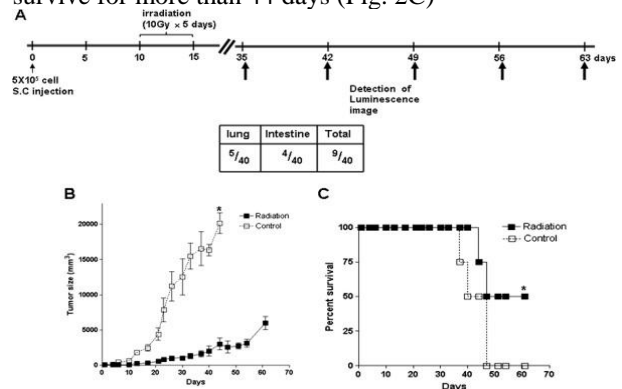 survive for more than 44 days (Fig. 2C)
A
irradiation
(10Gy × 5 days)
0 5 10 15 35 42 49 56 63 days
5X10⁵ cell
S.C injection
Detection of
Luminescence
image
lung Intestine Total
5/40 4/40 9/40
B
*
Radiation
Control
Tumor size (mm³)
20000
15000
10000
5000
0
0 10 20 30 40 50 60 70
Days
C
Radiation
Control
*
Percent survival
100
75
50
25
0
0 10 20 30 40 50 60 70
Days